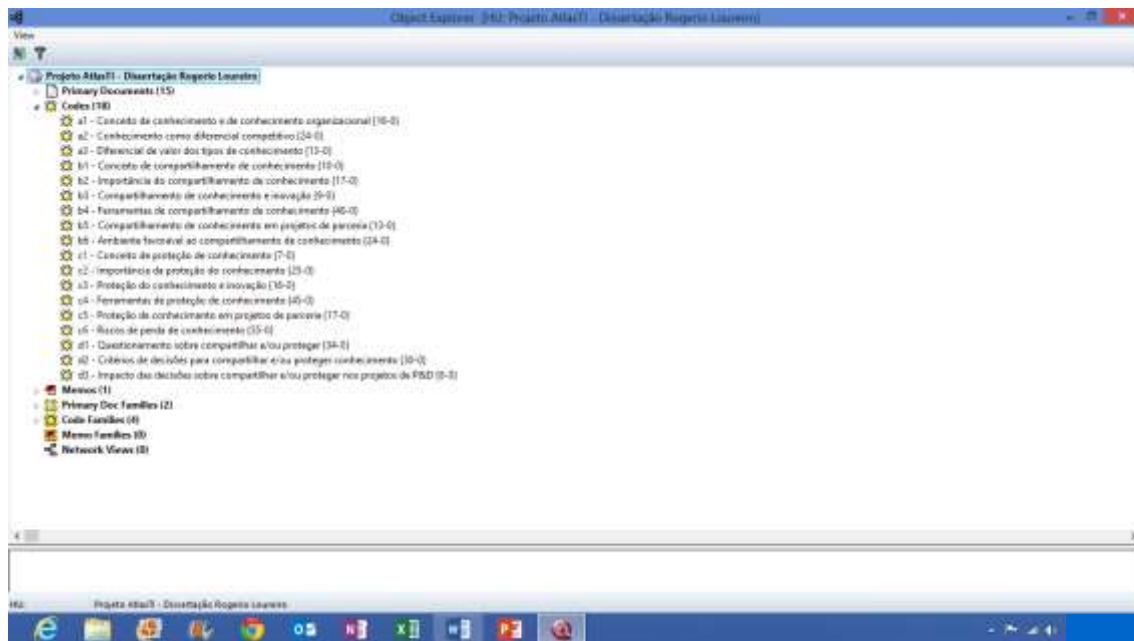 Object Explorer [HU: Projeto AtlasTI - Dissertação Rogerio Loureiro]
View
Projeto AtlasTI - Dissertação Rogerio Loureiro
Primary Documents (15)
Codes (18)
a1 - Conceito de conhecimento e de conhecimento organizacional {16-0}
a2 - Conhecimento como diferencial competitivo {24-0}
a3 - Diferencial de valor dos tipos de conhecimento {13-0}
b1 - Conceito de compartilhamento de conhecimento {10-0}
b2 - Importância do compartilhamento de conhecimento {17-0}
b3 - Compartilhamento de conhecimento e inovação {9-0}
b4 - Ferramentas de compartilhamento de conhecimento {46-0}
b5 - Compartilhamento de conhecimento em projetos de parceria {13-0}
b6 - Ambiente favorável ao compartilhamento de conhecimento {24-0}
c1 - Conceito de proteção de conhecimento {7-0}
c2 - Importância da proteção do conhecimento
c3 - Proteção do conhecimento e inovação {16-0}
c4 - Ferramentas de proteção de conhecimento {45-0}
c5 - Proteção de conhecimento em projetos de parceria {17-0}
c6 - Riscos de perda de conhecimento
d1 - Questionamento sobre compartilhar e/ou proteger {34-0}
d2 - Critérios de decisões para compartilhar e/ou proteger conhecimento {30-0}
d3 - Impacto das decisões sobre compartilhar e/ou proteger nos projetos de P&D
Memos (1)
Primary Doc Families (2)
Code Families (4)
Memo Families (0)
Network Views (0)
HU:
Projeto AtlasTI - Dissertação Rogerio Loureiro